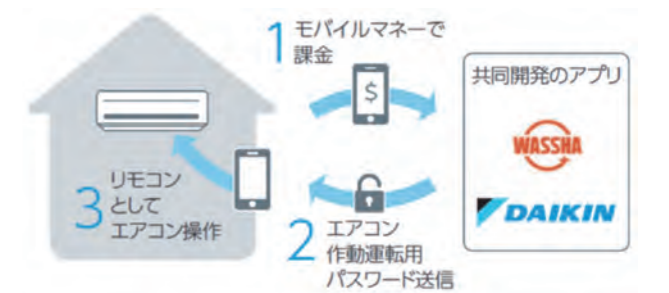 1 モバイルマネーで
課金
$
共同開発のアプリ
WASSHA
DAIKIN
2 エアコン
作動運転用
パスワード送信
3 リモコン
として
エアコン操作